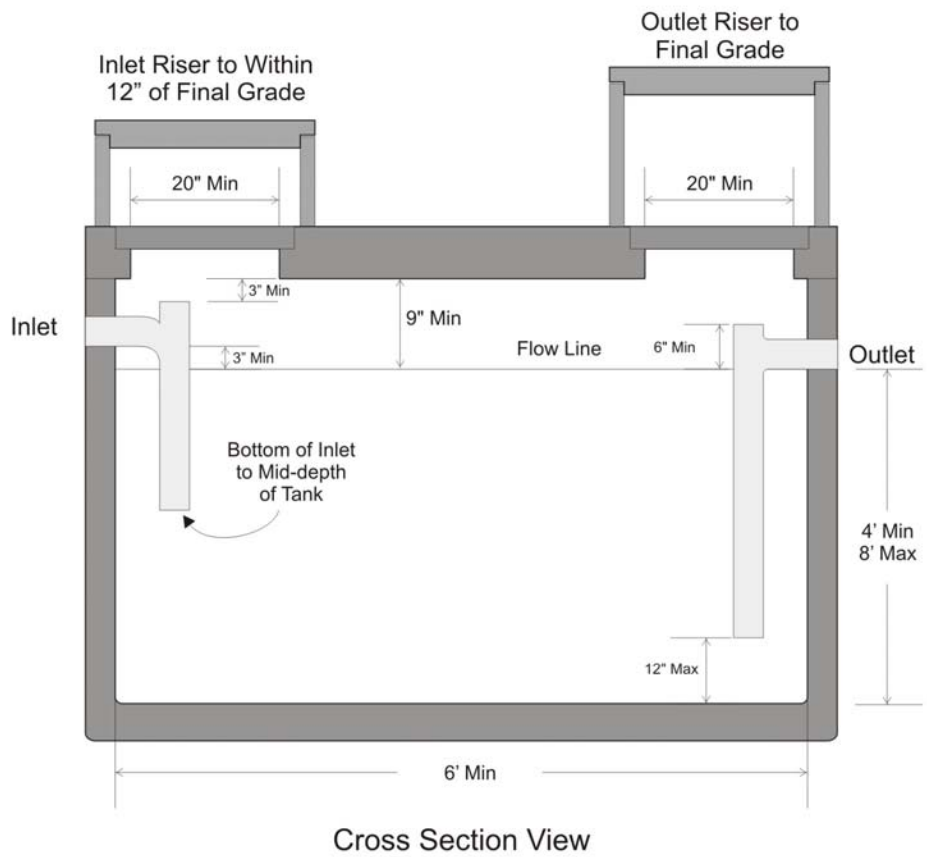 Outlet Riser to
Final Grade
Inlet Riser to Within
12” of Final Grade
20" Min
20" Min
3” Min
9" Min
Inlet
3” Min
Flow Line
6" Min
Outlet
Bottom of Inlet
to Mid-depth
of Tank
4’ Min
8’ Max
12" Max
6’ Min
Cross Section View